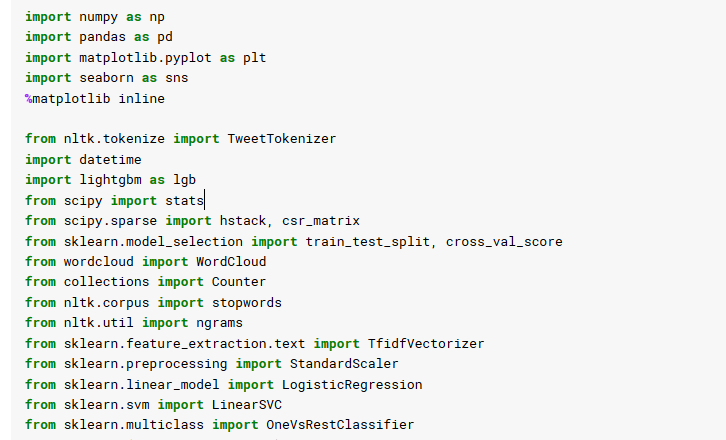 import numpy as np
import pandas as pd
import matplotlib.pyplot as plt
import seaborn as sns
%matplotlib inline
from nltk.tokenize import TweetTokenizer
import datetime
import lightgbm as lgb
from scipy import stats
from scipy.sparse import hstack, csr_matrix
from sklearn.model_selection import train_test_split, cross_val_score
from wordcloud import WordCloud
from collections import Counter
from nltk.corpus import stopwords
from nltk.util import ngrams
from sklearn.feature_extraction.text import TfidfVectorizer
from sklearn.preprocessing import StandardScaler
from sklearn.linear_model import LogisticRegression
from sklearn.svm import LinearSVC
from sklearn.multiclass import OneVsRestClassifier